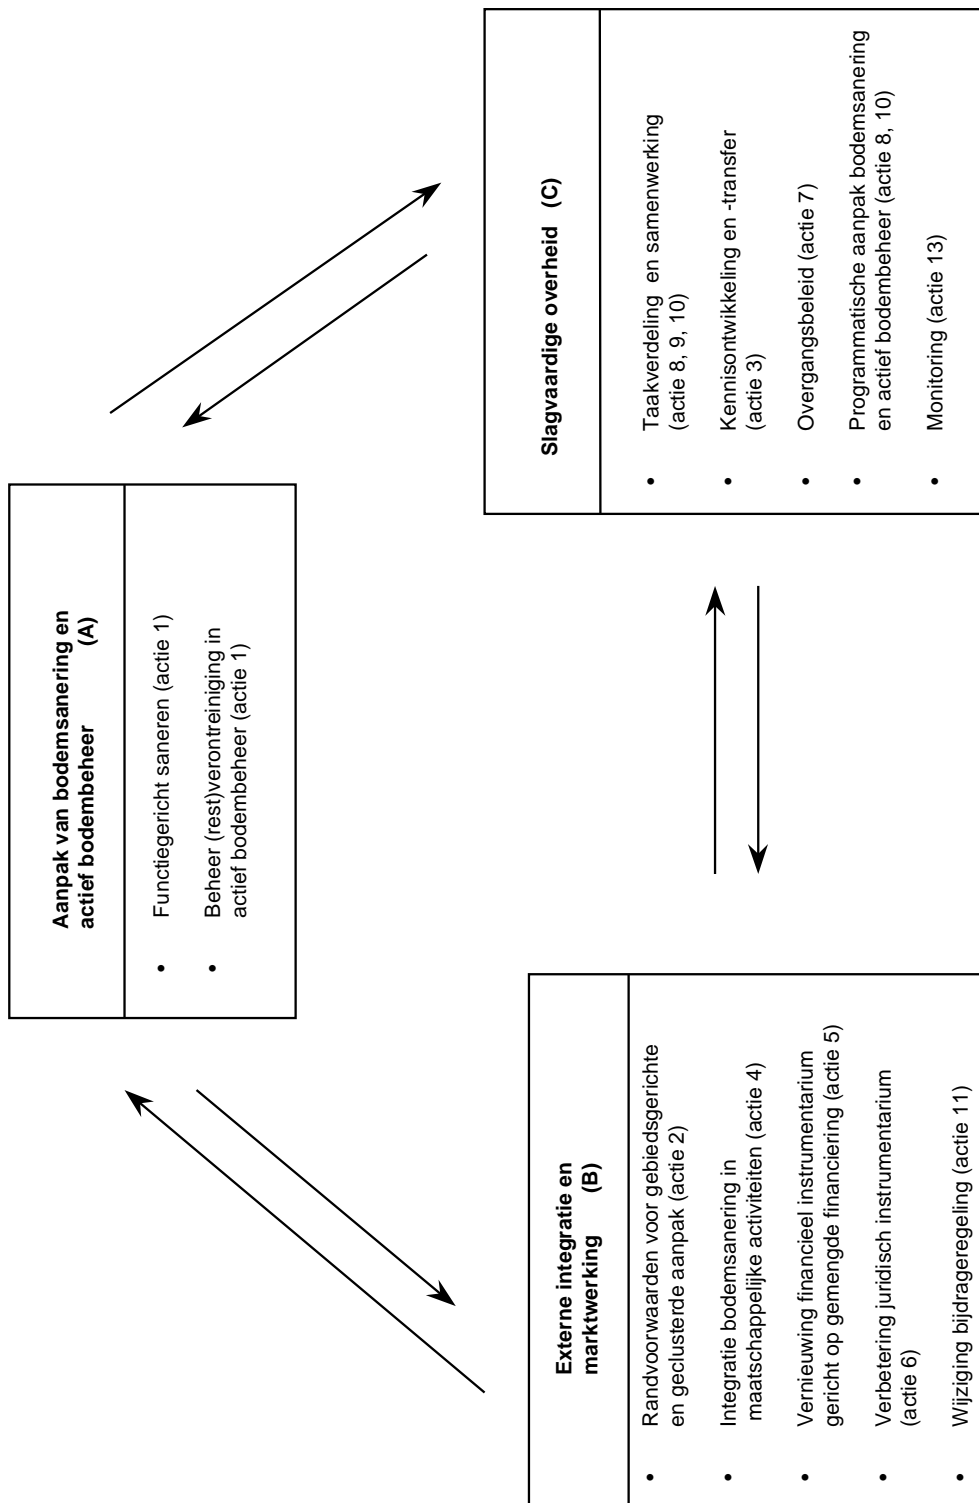 Aanpak van bodemsanering en
actief bodembeheer (A)
• Functiegericht saneren (actie 1)
• Beheer (rest)verontreiniging in
actief bodembeheer (actie 1)
Externe integratie en
marktwerking (B)
• Randvoorwaarden voor gebiedsgerichte
en geclusterde aanpak (actie 2)
• Integratie bodemsanering in
maatschappelijke activiteiten (actie 4)
• Vernieuwing financieel instrumentarium
gericht op gemengde financiering (actie 5)
• Verbetering juridisch instrumentarium
(actie 6)
• Wijziging bijdrageregeling (actie 11)
Slagvaardige overheid (C)
• Taakverdeling en samenwerking
(actie 8, 9, 10)
• Kennisontwikkeling en -transfer
(actie 3)
• Overgangsbeleid (actie 7)
• Programmatische aanpak bodemsanering
en actief bodembeheer (actie 8, 10)
• Monitoring (actie 13)